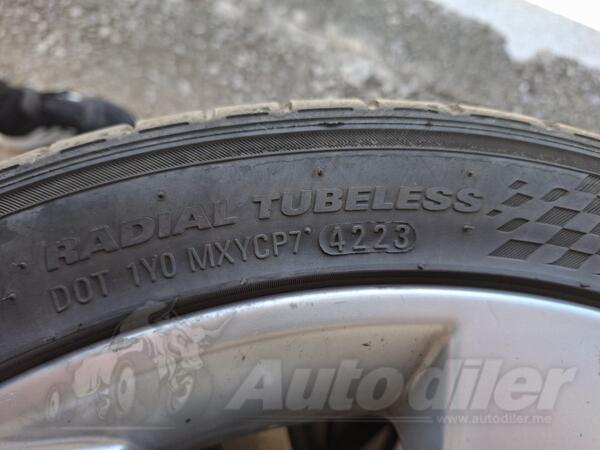 RADIAL TUBELESS
DOT 1Y0 MXYCP7 4223
Autodiler
www.autodiler.me